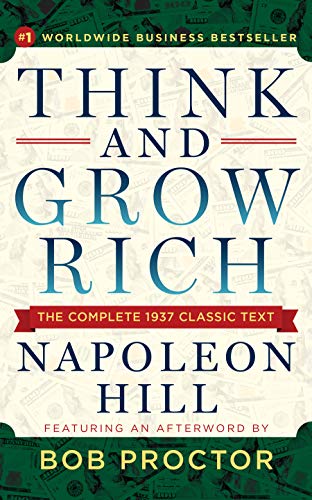 #1 WORLDWIDE BUSINESS BESTSELLER
THINK
AND
GROW
RICH
THE COMPLETE 1937 CLASSIC TEXT
NAPOLEON
HILL
FEATURING AN AFTERWORD BY
BOB PROCTOR